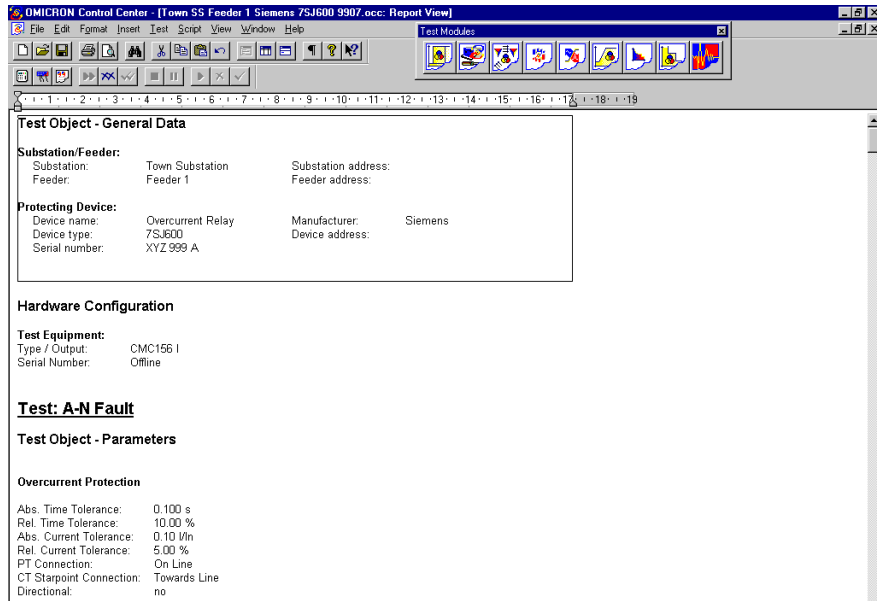 OMICRON Control Center - [Town SS Feeder 1 Siemens 7SJ600 9907.occ: Report View]
File Edit Format Insert Test Script View Window Help
Test Modules
1 2 3 4 5 6 7 8 9 10 11 12 13 14 15 16 17 18 19
Test Object - General Data
Substation/Feeder:
Substation: Town Substation Substation address:
Feeder: Feeder 1 Feeder address:
Protecting Device:
Device name: Overcurrent Relay Manufacturer: Siemens
Device type: 7SJ600 Device address:
Serial number: XYZ 999 A
Hardware Configuration
Test Equipment:
Type / Output: CMC156 I
Serial Number: Offline
Test: A-N Fault
Test Object - Parameters
Overcurrent Protection
Abs. Time Tolerance: 0.100 s
Rel. Time Tolerance: 10.00 %
Abs. Current Tolerance: 0.10 I/In
Rel. Current Tolerance: 5.00 %
PT Connection: On Line
CT Starpoint Connection: Towards Line
Directional: no